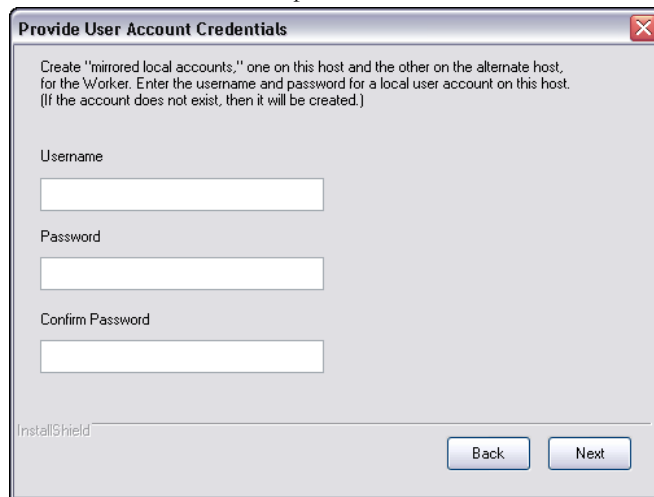 Provide User Account Credentials
Create "mirrored local accounts," one on this host and the other on the alternate host,
for the Worker. Enter the username and password for a local user account on this host.
(If the account does not exist, then it will be created.)
Username
Password
Confirm Password
InstallShield
Back
Next